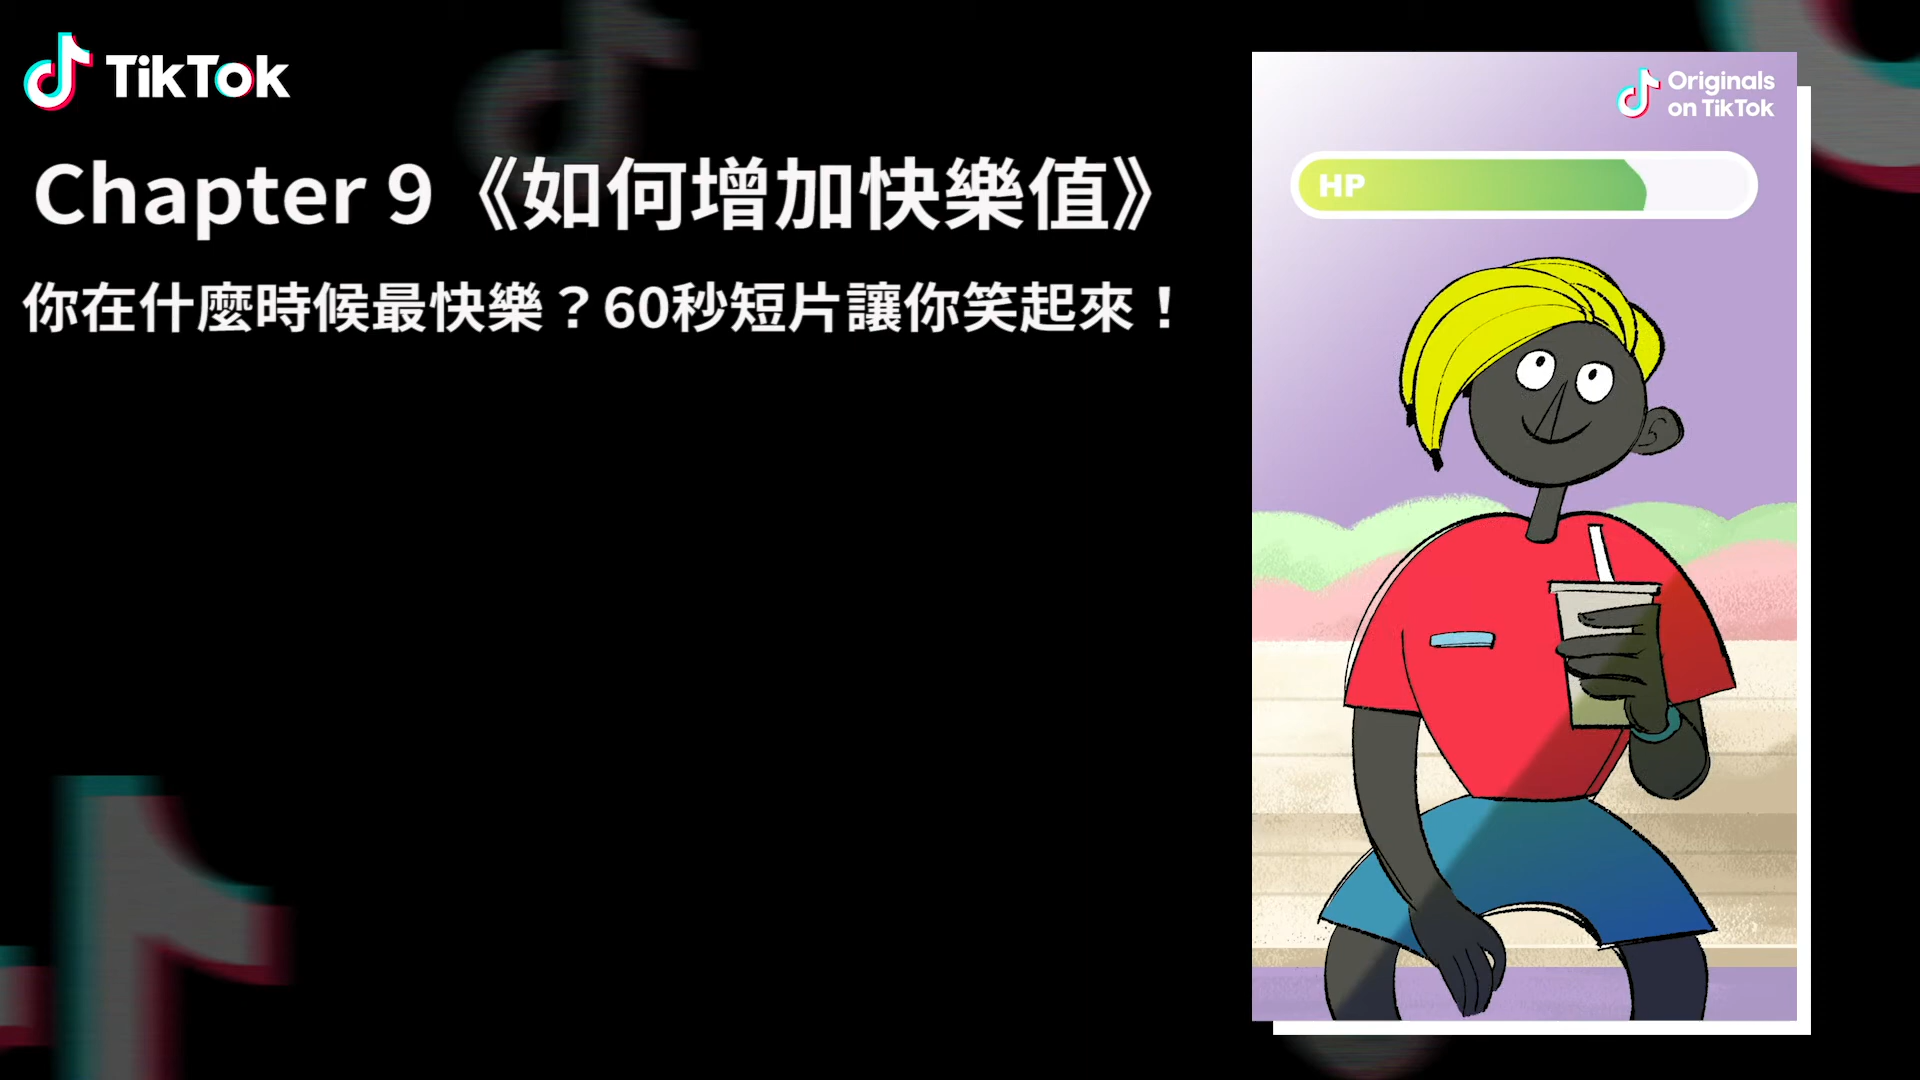 TikTok
Chapter 9《如何增加快樂值》
你在什麼時候最快樂？60秒短片讓你笑起來！
Originals
on TikTok
HP